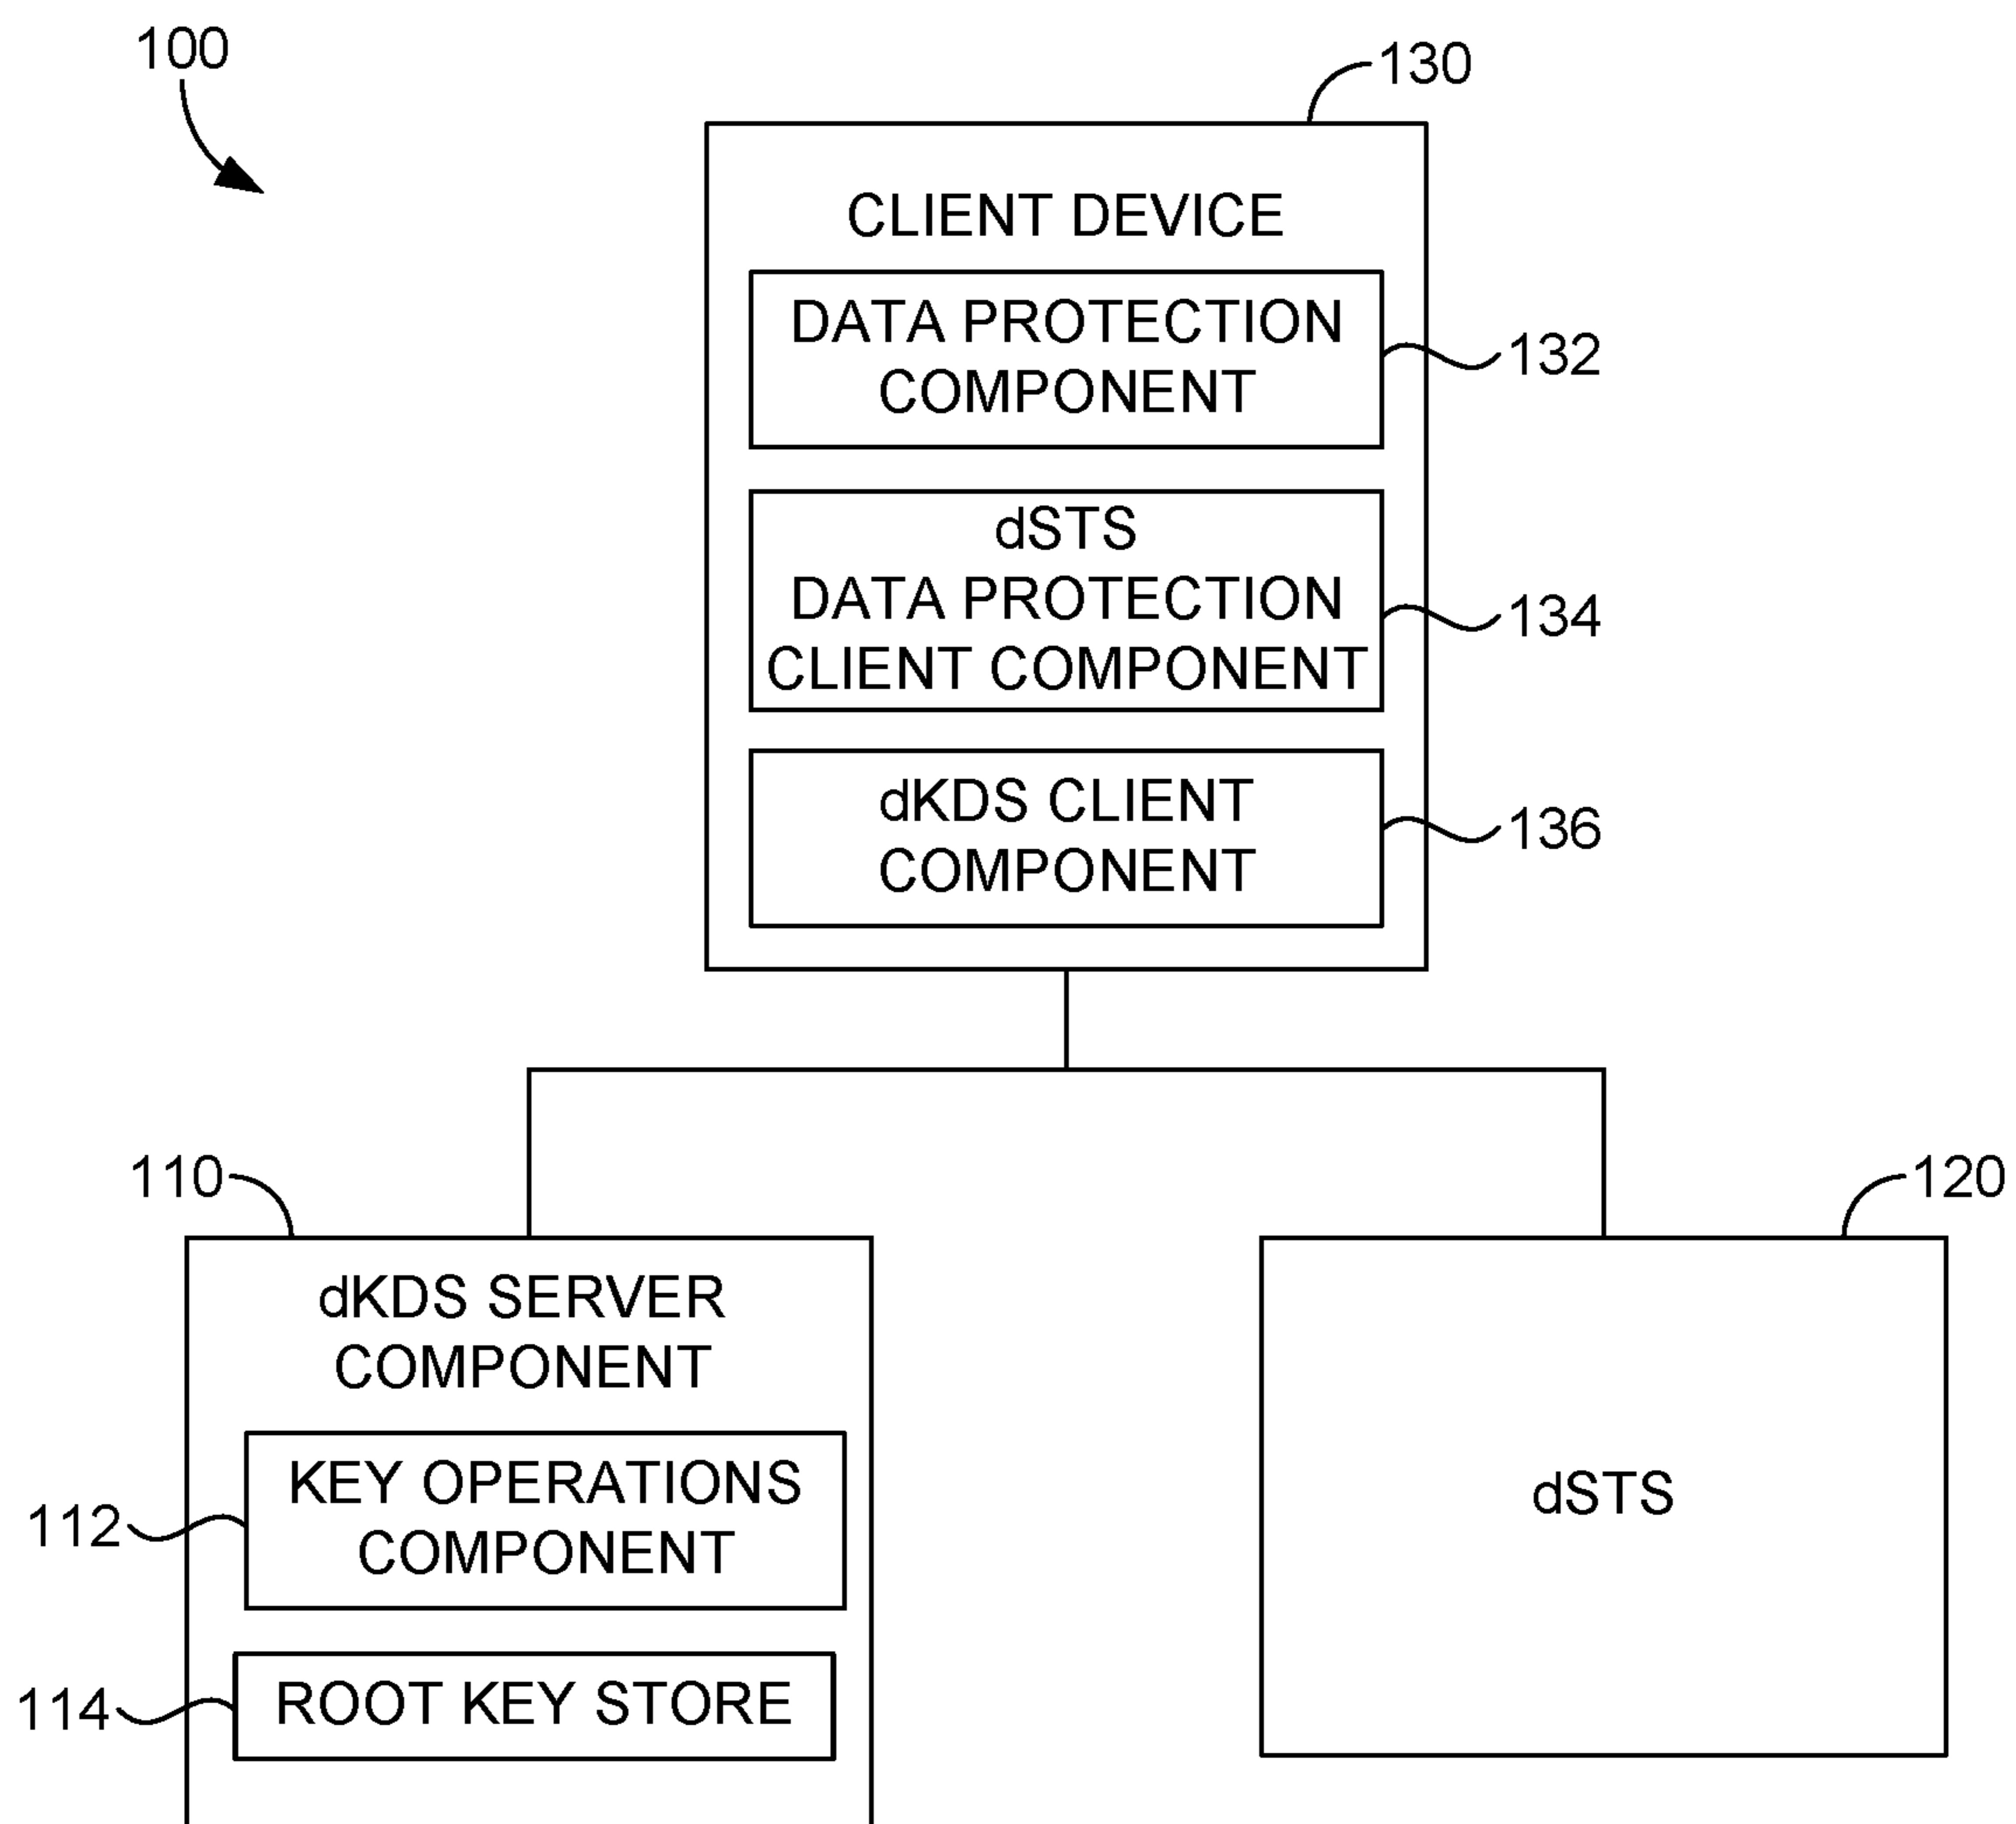 100
130
CLIENT DEVICE
DATA PROTECTION
COMPONENT
132
dSTS
DATA PROTECTION
CLIENT COMPONENT
134
dKDS CLIENT
COMPONENT
136
110
dKDS SERVER
COMPONENT
KEY OPERATIONS
COMPONENT
112
ROOT KEY STORE
114
120
dSTS